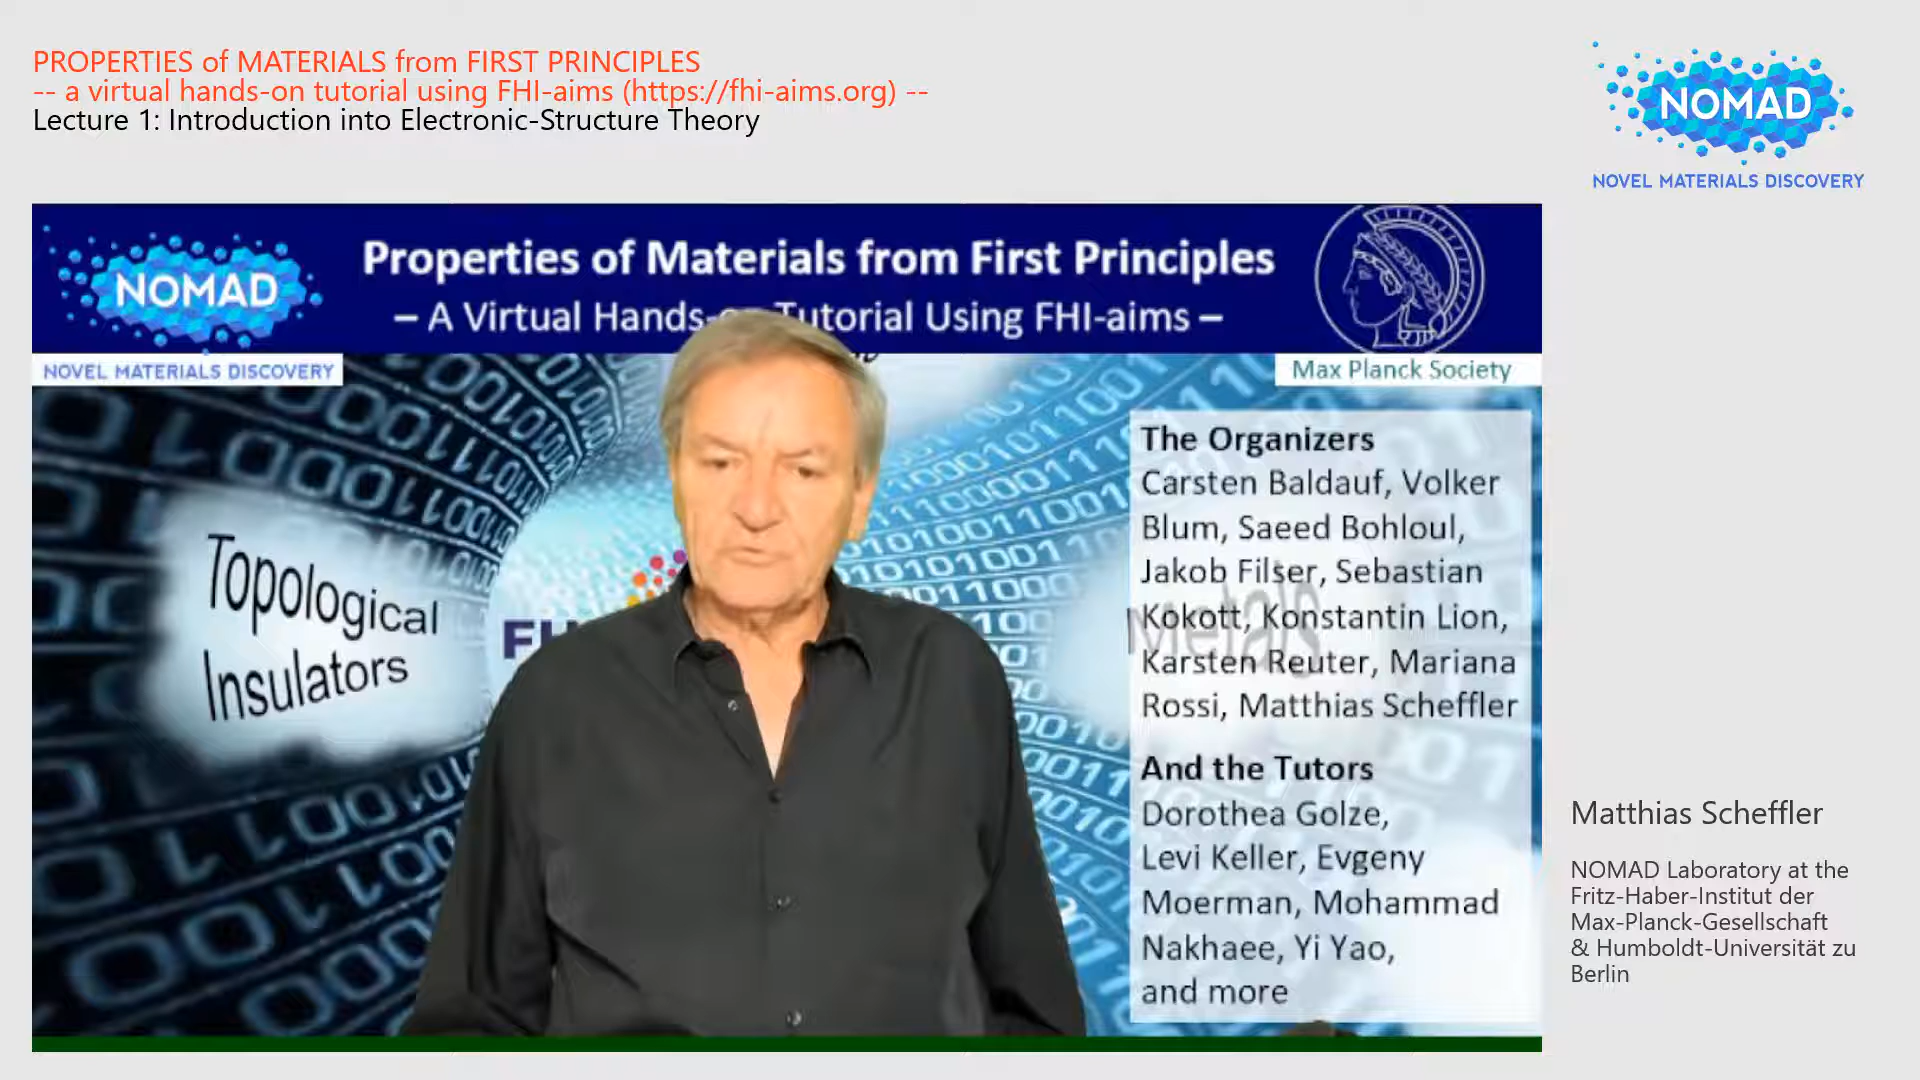 PROPERTIES of MATERIALS from FIRST PRINCIPLES
-- a virtual hands-on tutorial using FHI-aims (https://fhi-aims.org) --
Lecture 1: Introduction into Electronic-Structure Theory
NOMAD
NOVEL MATERIALS DISCOVERY
NOMAD
NOVEL MATERIALS DISCOVERY
Properties of Materials from First Principles
– A Virtual Hands- Tutorial Using FHI-aims –
Max Planck Society
Topological
Insulators
Metals
The Organizers
Carsten Baldauf, Volker
Blum, Saeed Bohloul,
Jakob Filser, Sebastian
Kokott, Konstantin Lion,
Karsten Reuter, Mariana
Rossi, Matthias Scheffler
And the Tutors
Dorothea Golze,
Levi Keller, Evgeny
Moerman, Mohammad
Nakhaee, Yi Yao,
and more
Matthias Scheffler
NOMAD Laboratory at the
Fritz-Haber-Institut der
Max-Planck-Gesellschaft
& Humboldt-Universität zu
Berlin